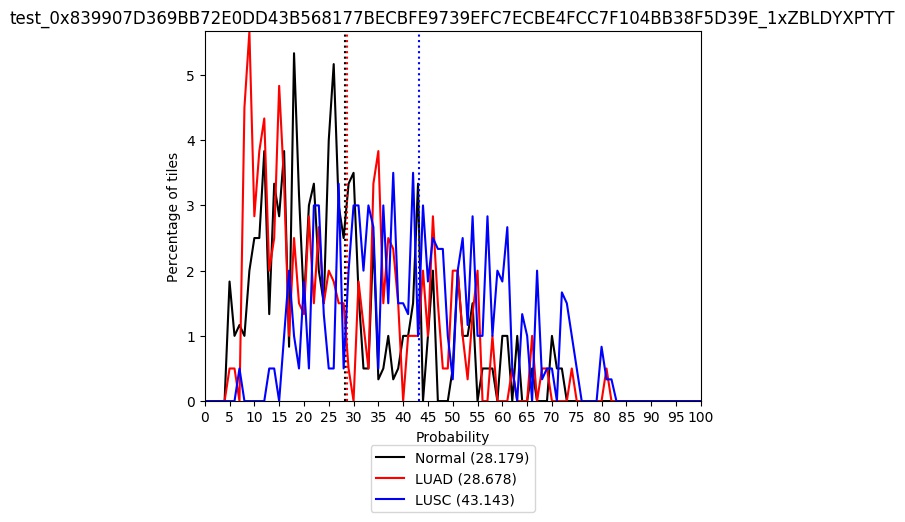 test_0x839907D369BB72E0DD43B568177BECBFE9739EFC7ECBE4FCC7F104BB38F5D39E_1xZBLDYXPTYT
Percentage of tiles
5
4
3
2
1
0
0 5 10 15 20 25 30 35 40 45 50 55 60 65 70 75 80 85 90 95 100
Probability
Normal (28.179)
LUAD (28.678)
LUSC (43.143)